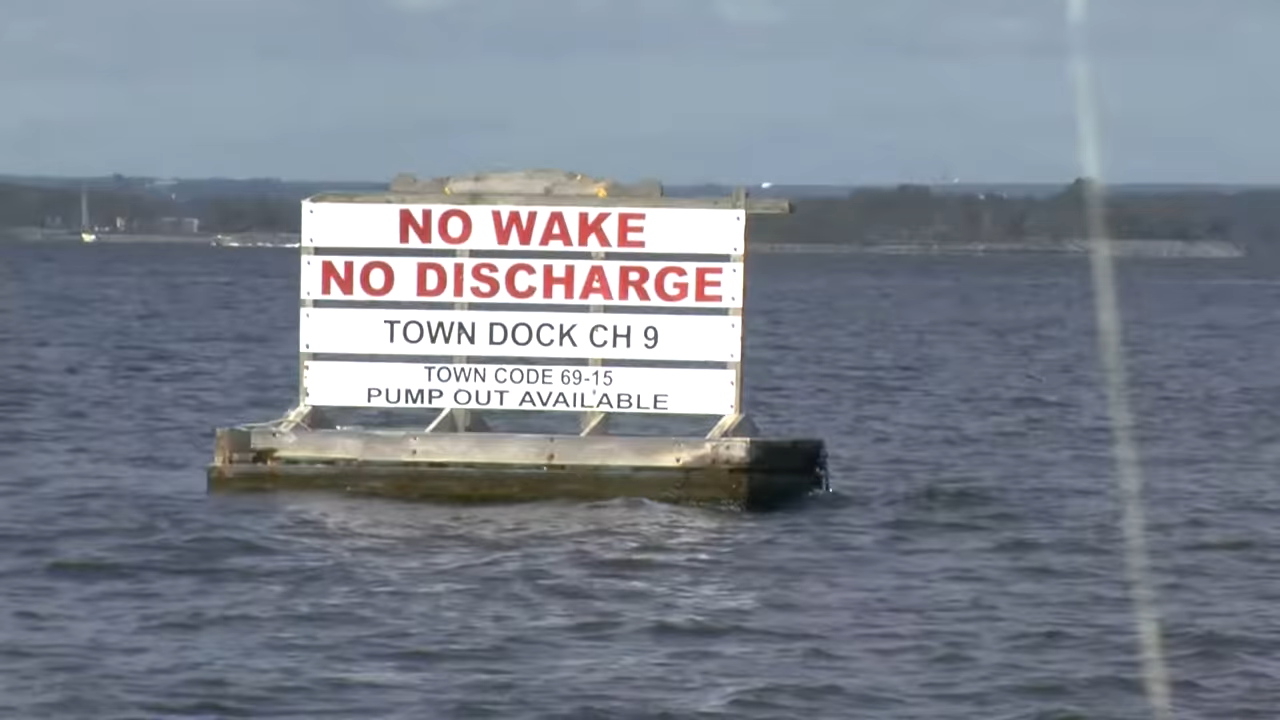 NO WAKE
NO DISCHARGE
TOWN DOCK CH 9
TOWN CODE 69-15
PUMP OUT AVAILABLE